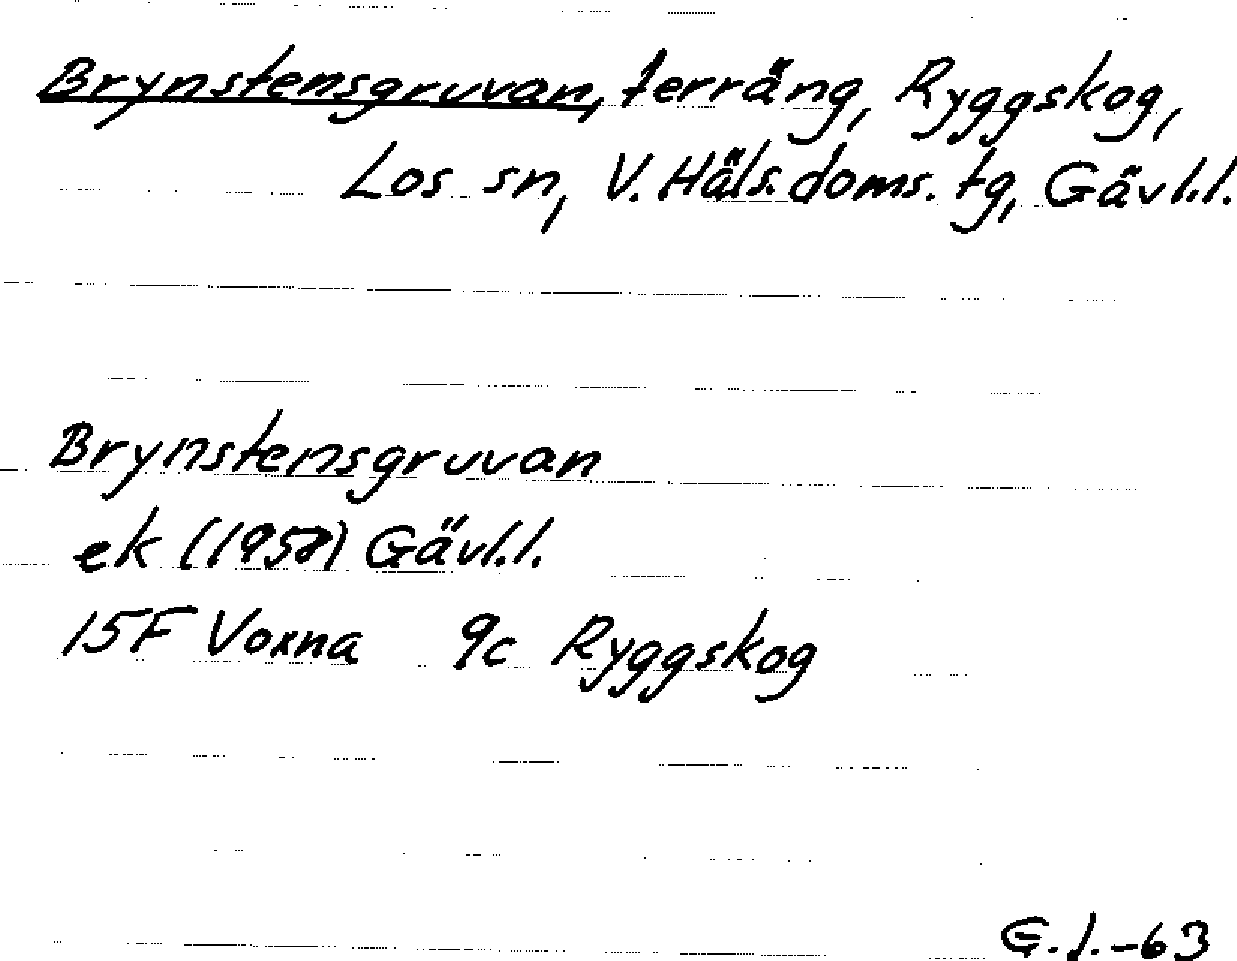 Brynstensgruvan, terräng, Ryggskog,
Los sn, V. Häls. doms. tg, Gävl.l.
Brynstensgruvan
ek (1958) Gävl.l.
15F Voxna 9c Ryggskog
G.J.-63